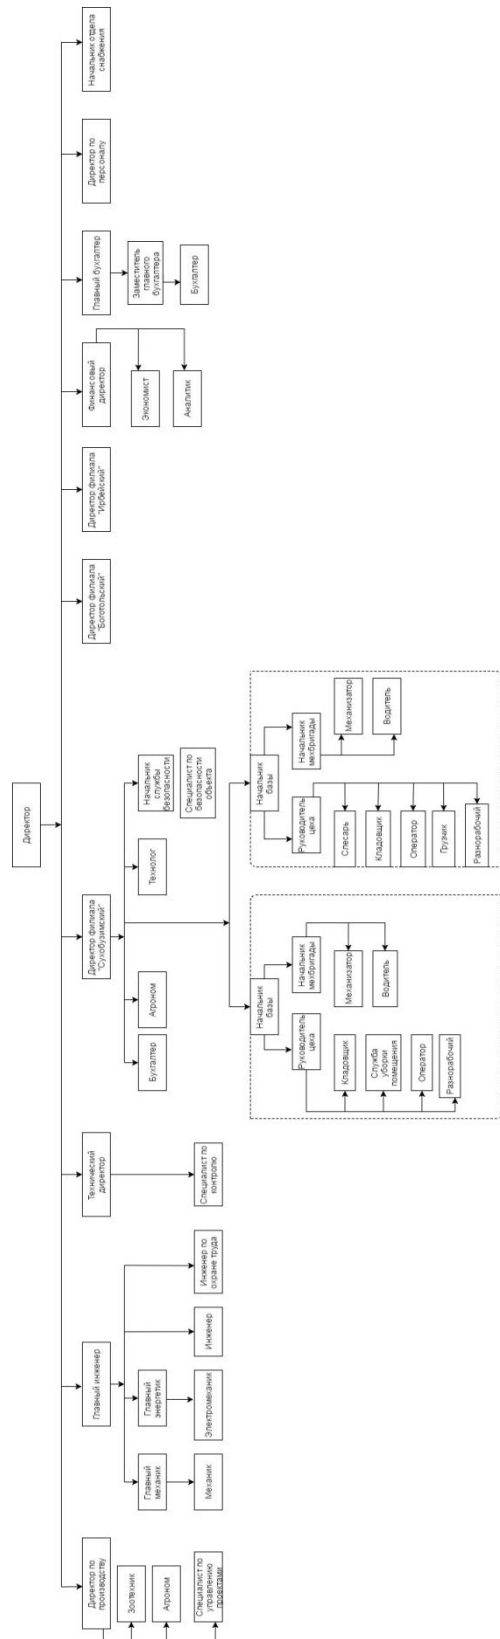 Директор
Директор по
производству
Зоотехник
Агроном
Специалист по
управлению
проектами
Главный инженер
Главный
механик
Механик
Главный
энергетик
Электромеханик
Инженер
Инженер по
охране труда
Технический
директор
Специалист по
контролю
Директор филиала
"Сухобузимский"
Бухгалтер
Агроном
Технолог
Начальник
службы
безопасности
Специалист по
безопасности
объекта
Начальник
базы
Руководитель
цеха
Кладовщик
Служба
уборки
помещения
Оператор
Разнорабочий
Начальник
мехбригады
Механизатор
Водитель
Начальник
базы
Руководитель
цеха
Слесарь
Кладовщик
Оператор
Грузчик
Разнорабочий
Начальник
мехбригады
Механизатор
Водитель
Директор филиала
"Боготольский"
Директор филиала
"Ирбейский"
Финансовый
директор
Экономист
Аналитик
Главный бухгалтер
Заместитель
главного
бухгалтера
Бухгалтер
Директор по
персоналу
Начальник отдела
снабжения